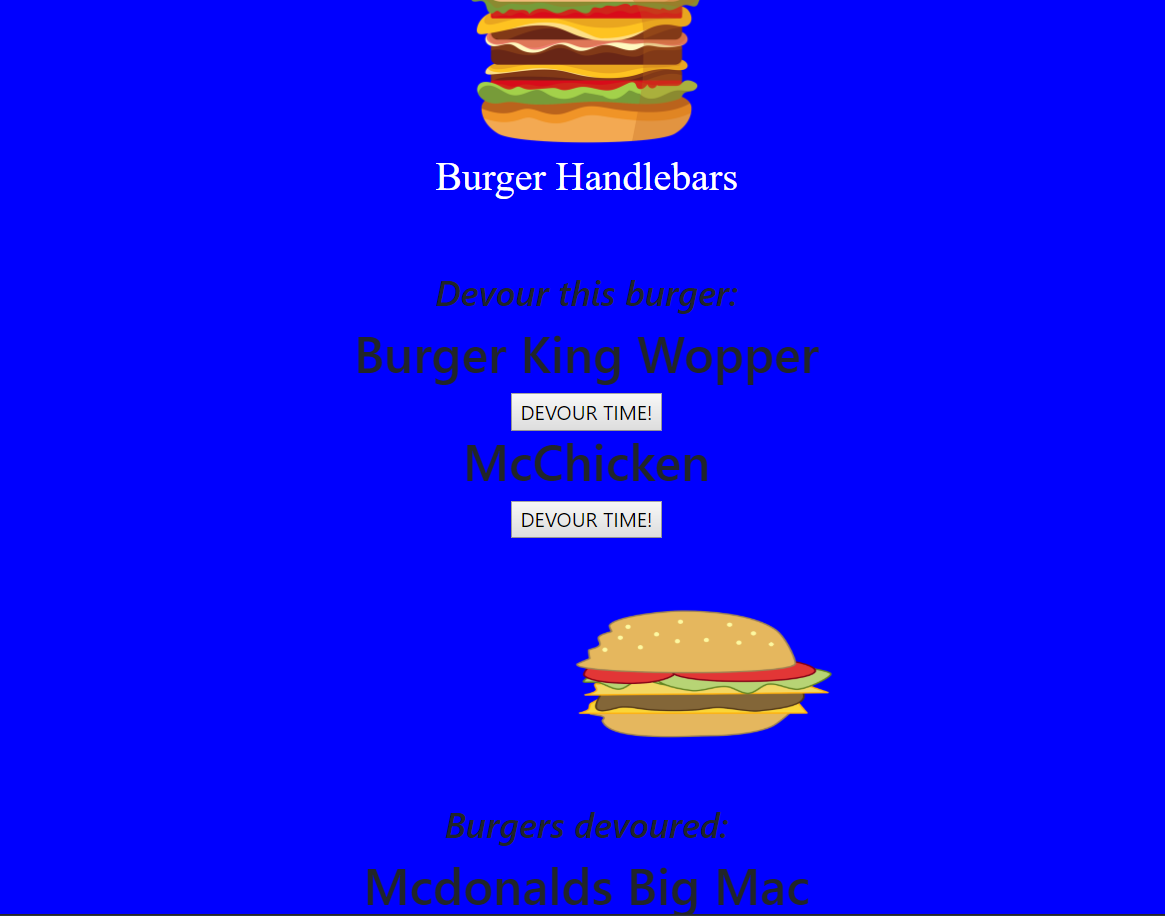 Burger Handlebars
Devour this burger:
Burger King Wopper
DEVOUR TIME!
McChicken
DEVOUR TIME!
Burgers devoured:
Mcdonalds Big Mac